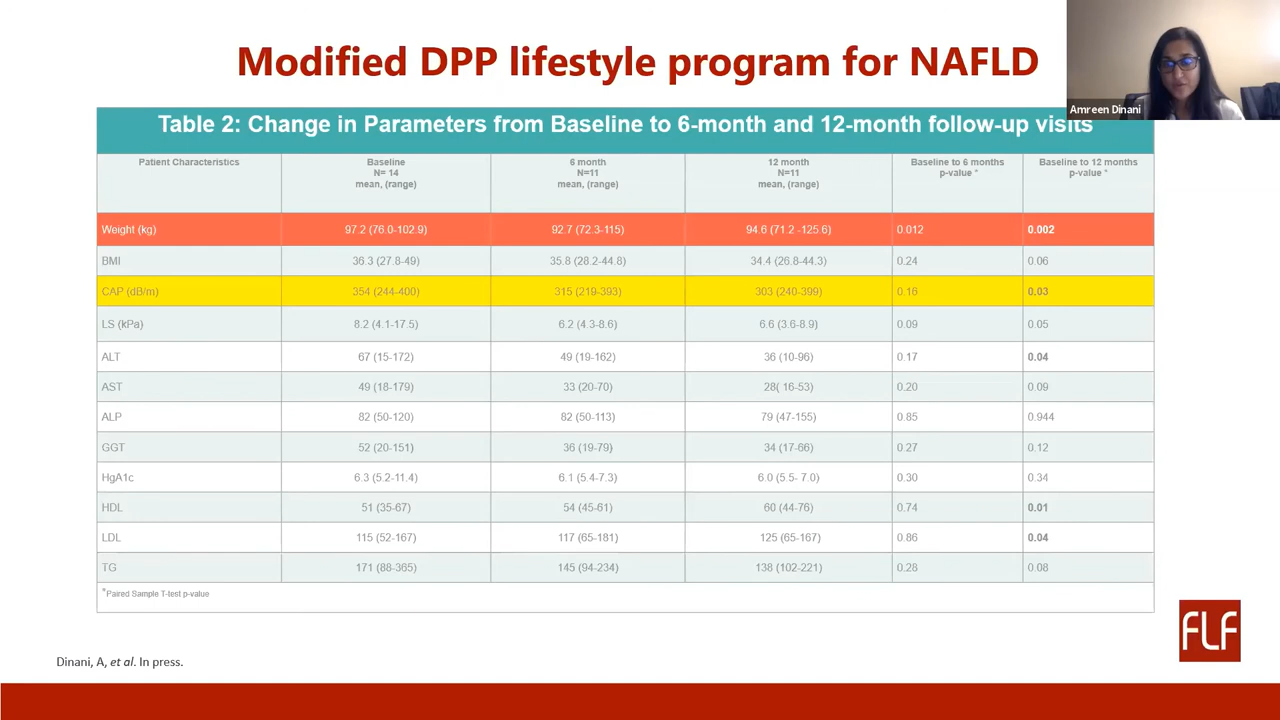 Modified DPP lifestyle program for NAFLD
Amreen Dinani
Table 2: Change in Parameters from Baseline to 6-month and 12-month follow-up visits
Patient Characteristics Baseline N= 14 mean, (range) 6 month N=11 mean, (range) 12 month N=11 mean, (range) Baseline to 6 months p-value * Baseline to 12 months p-value *
Weight (kg) 97.2 (76.0-102.9) 92.7 (72.3-115) 94.6 (71.2 -125.6) 0.012 0.002
BMI 36.3 (27.8-49) 35.8 (28.2-44.8) 34.4 (26.8-44.3) 0.24 0.06
CAP (dB/m) 354 (244-400) 315 (219-393) 303 (240-399) 0.16 0.03
LS (kPa) 8.2 (4.1-17.5) 6.2 (4.3-8.6) 6.6 (3.6-8.9) 0.09 0.05
ALT 67 (15-172) 49 (19-162) 36 (10-96) 0.17 0.04
AST 49 (18-179) 33 (20-70) 28( 16-53) 0.20 0.09
ALP 82 (50-120) 82 (50-113) 79 (47-155) 0.85 0.944
GGT 52 (20-151) 36 (19-79) 34 (17-66) 0.27 0.12
HgA1c 6.3 (5.2-11.4) 6.1 (5.4-7.3) 6.0 (5.5- 7.0) 0.30 0.34
HDL 51 (35-67) 54 (45-61) 60 (44-76) 0.74 0.01
LDL 115 (52-167) 117 (65-181) 125 (65-167) 0.86 0.04
TG 171 (88-365) 145 (94-234) 138 (102-221) 0.28 0.08
*Paired Sample T-test p-value
FLF
Dinani, A, et al. In press.